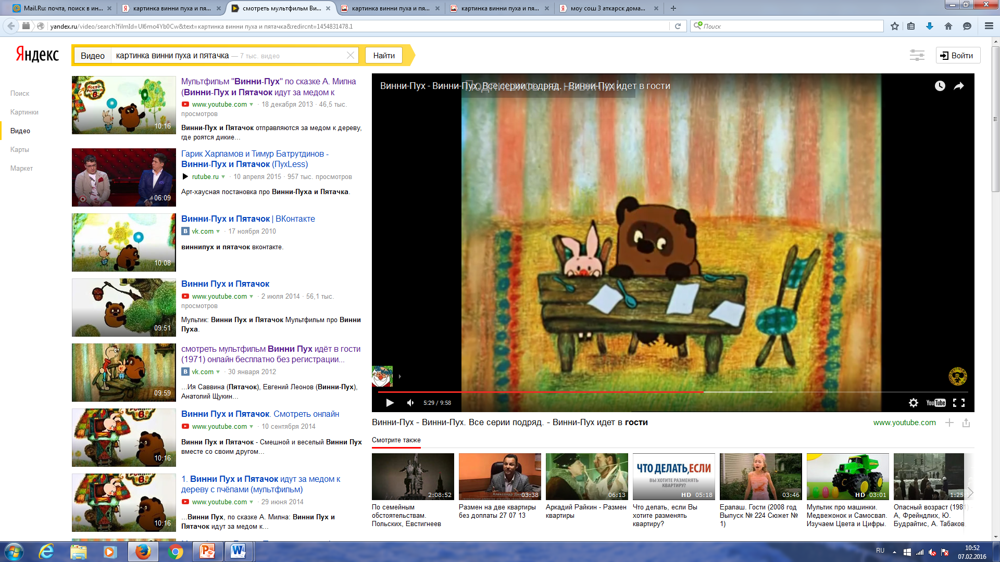 Mail.Ru: почта, поиск в ин...
картинка винни пуха и пя...
смотреть мультфильм Ви...
картинка винни пуха и пя...
картинка винни пуха и пя...
моу сош 3 аткарск дома...
yandex.ru/video/search?filmId=Ul6mo4Yb0Cw&text=картинка винни пуха и пятачка&redircnt=1454831478.1
Поиск
Яндекс
Видео
картинка винни пуха и пятачка — 7 тыс. видео
Найти
Войти
Поиск
Картинки
Видео
Карты
Маркет
10:16
Мультфильм "Винни-Пух" по сказке А. Милна
(Винни-Пух и Пятачок идут за медом к
www.youtube.com · 18 декабря 2013 · 46,5 тыс.
просмотров
Винни-Пух и Пятачок отправляются за медом к дереву,
где роятся дикие...
06:09
Гарик Харламов и Тимур Батрутдинов -
Винни-Пух и Пятачок (ПухLess)
rutube.ru · 10 апреля 2015 · 957 тыс. просмотров
Арт-хаусная постановка про Винни-Пуха и Пятачка.
10:08
Винни-Пух и Пятачок | ВКонтакте
vk.com · 17 ноября 2010
виннипух и пятачок вконтакте.
09:51
Винни Пух и Пятачок
www.youtube.com · 2 июля 2014 · 56,1 тыс.
просмотров
Мультик: Винни Пух и Пятачок Мультфильм про Винни
Пуха.
09:59
смотреть мультфильм Винни Пух идёт в гости
(1971) онлайн бесплатно без регистрации...
vk.com · 30 января 2012
...Ия Саввина (Пятачок), Евгений Леонов (Винни-Пух),
Анатолий Щукин...
10:16
Винни Пух и Пятачок. Смотреть онлайн
www.youtube.com · 10 сентября 2014
Винни Пух и Пятачок - Смешной и веселый Винни Пух
вместе со своим другом...
10:16
1. Винни Пух и Пятачок идут за медом к
дереву с пчёлами (мультфильм)
www.youtube.com · 29 июня 2014
...Винни Пух, по сказке А. Милна: Винни Пух и
Пятачок идут за медом к...
Винни-Пух - Винни-Пух. Все серии подряд. - Винни-Пух идет в гости
5:29 / 9:58
YouTube
Винни-Пух - Винни-Пух. Все серии подряд. - Винни-Пух идет в гости
www.youtube.com
Смотрите также
2:08:52
По семейным
обстоятельствам.
Польских, Евстигнеев
03:38
Размен на две квартиры
без доплаты 27 07 13
06:13
Аркадий Райкин - Размен
квартиры
ЧТО ДЕЛАТЬ, ЕСЛИ
ВЫ ХОТИТЕ РАЗМЕНЯТЬ
КВАРТИРУ?
HD 05:18
Что делать, если Вы
хотите разменять
квартиру?
03:46
Ералаш. Гости (2008 год
Выпуск № 224 Сюжет №
1)
HD 03:01
Мультик про машинки.
Медвежонок и Самосвал.
Изучаем Цвета и Цифры.
1:25
Опасный возраст (1981) -
А, Фрейндлих, Ю.
Будрайтис, А. Табаков
RU
10:52
07.02.2016